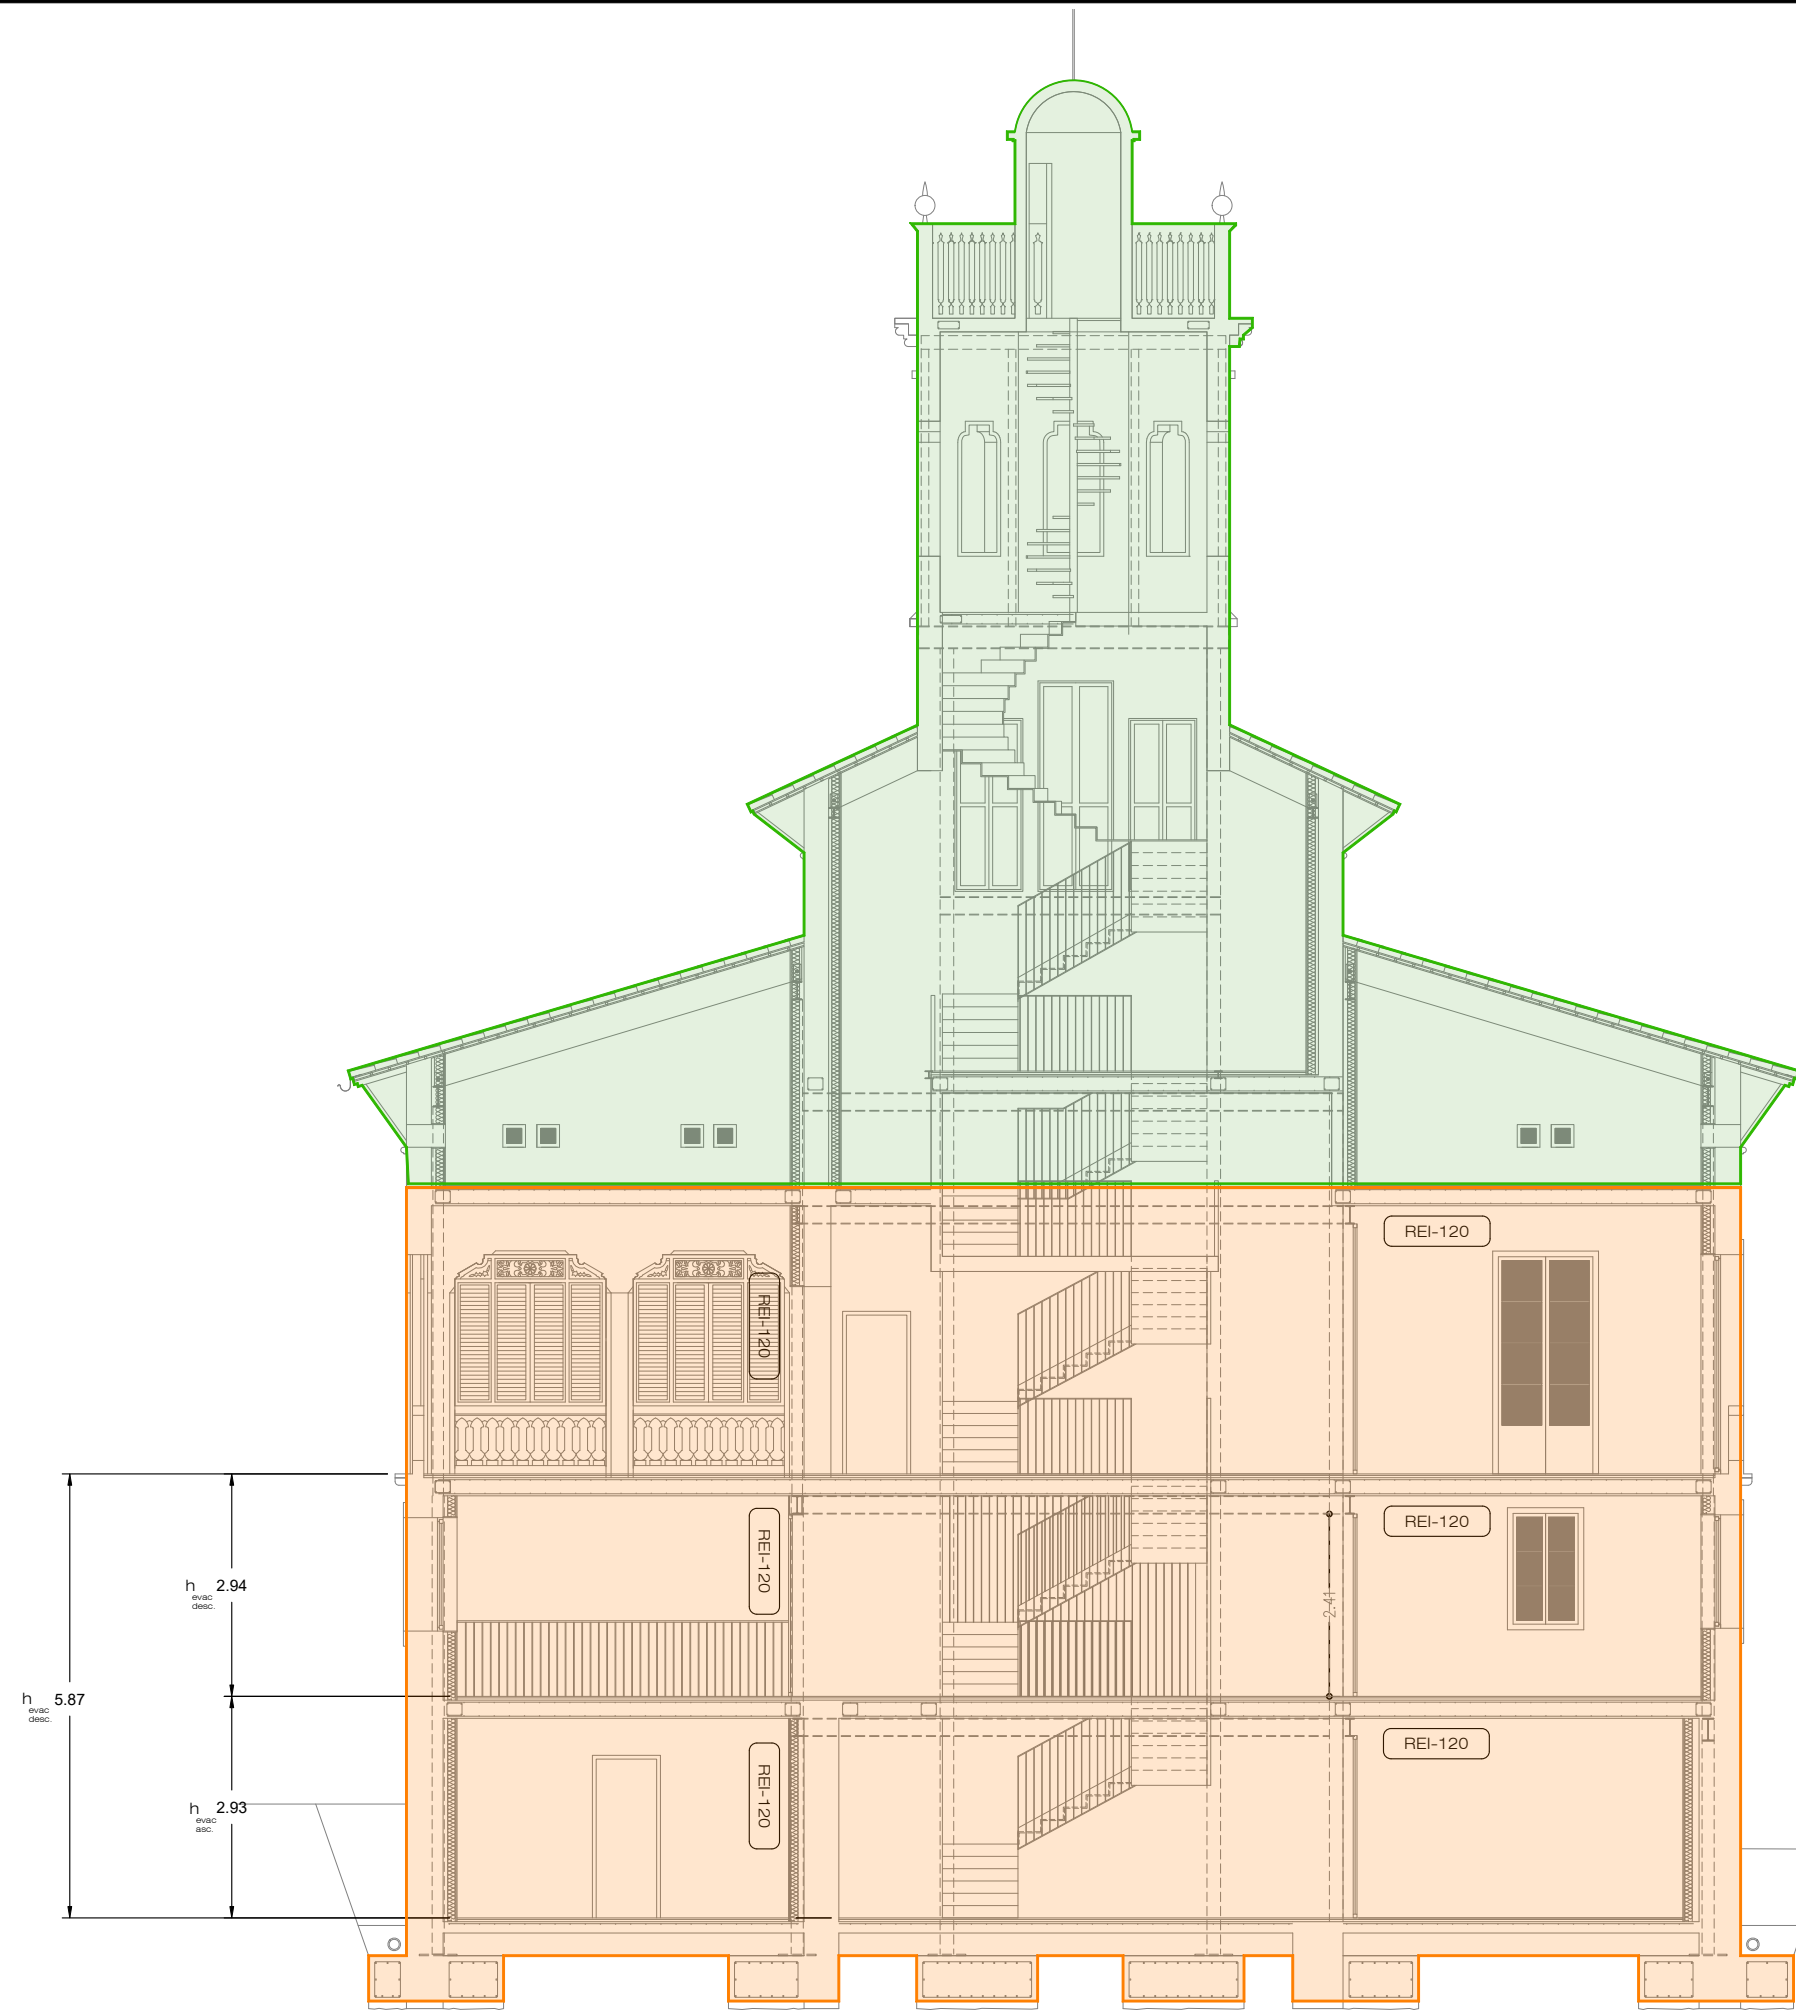 REI-120
REI-120
REI-120
REI-120
2.41
h evac desc. 2.94
h evac desc. 5.87
REI-120
REI-120
h evac asc. 2.93